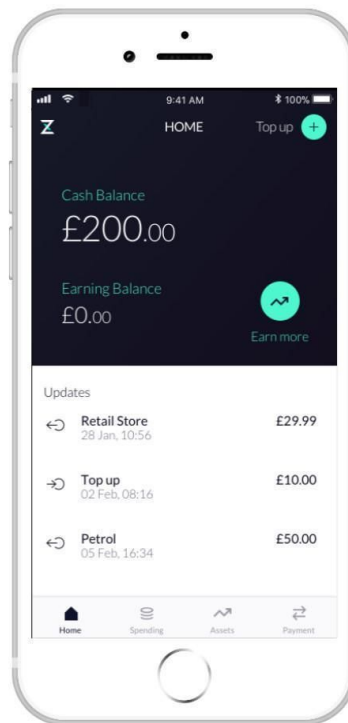 9:41 AM
100%
Z
HOME
Top up
+
Cash Balance
£200.00
Earning Balance
£0.00
Earn more
Updates
Retail Store
£29.99
28 Jan, 10:56
Top up
£10.00
02 Feb, 08:16
Petrol
£50.00
05 Feb, 16:34
Home
Spending
Assets
Payment